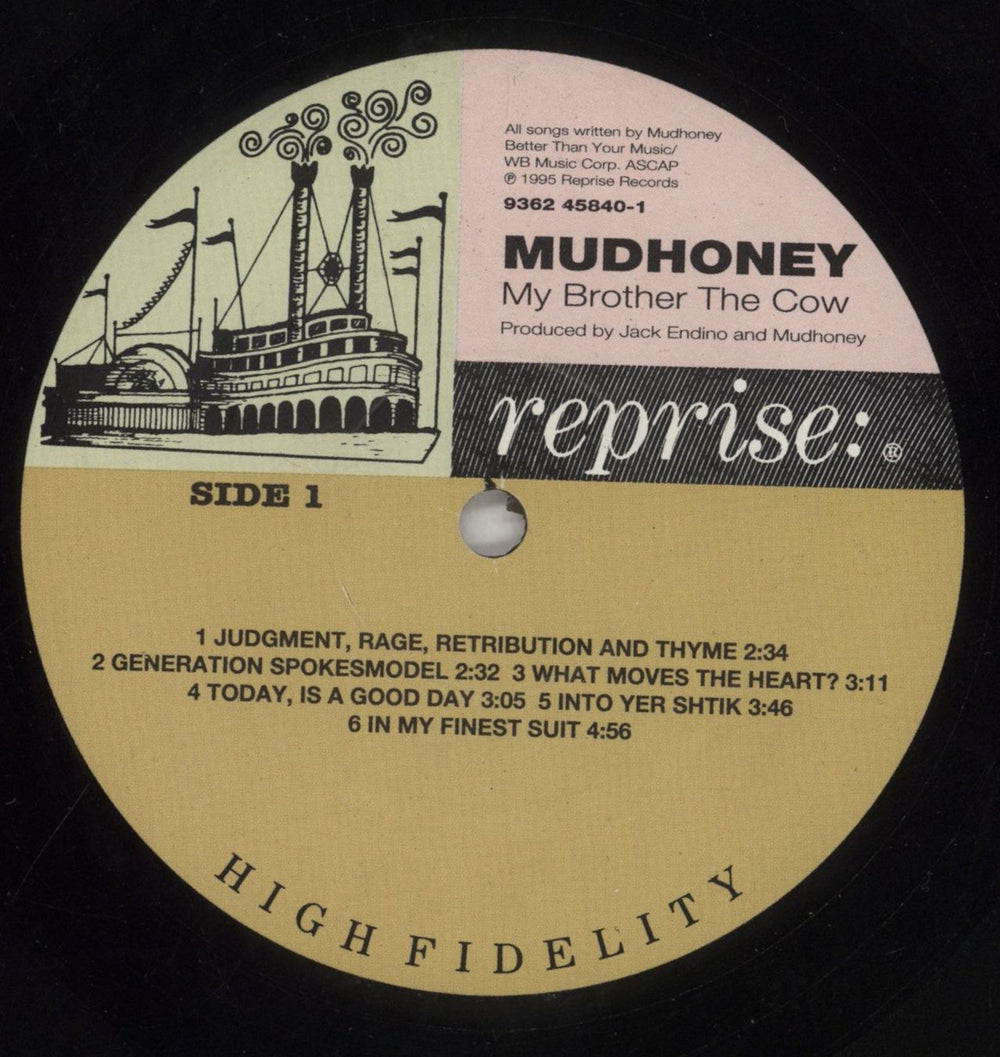 All songs written by Mudhoney
Better Than Your Music/
WB Music Corp. ASCAP
℗ 1995 Reprise Records
9362 45840-1
MUDHONEY
My Brother The Cow
Produced by Jack Endino and Mudhoney
reprise:®
SIDE 1
1 JUDGMENT, RAGE, RETRIBUTION AND THYME 2:34
2 GENERATION SPOKESMODEL 2:32 3 WHAT MOVES THE HEART? 3:11
4 TODAY, IS A GOOD DAY 3:05 5 INTO YER SHTIK 3:46
6 IN MY FINEST SUIT 4:56
HIGH FIDELITY